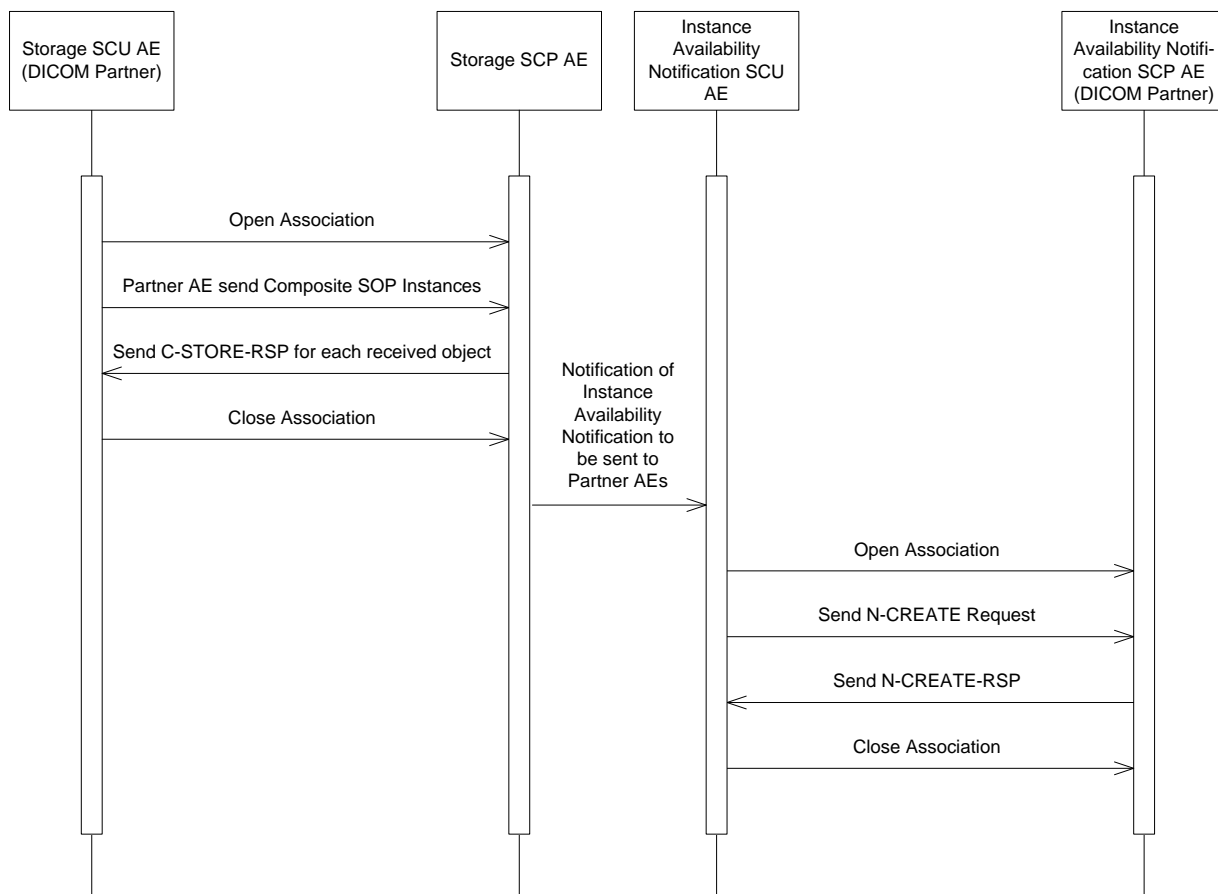 Storage SCU AE
(DICOM Partner)
Storage SCP AE
Instance
Availability
Notification SCU
AE
Instance
Availability Notifi-
cation SCP AE
(DICOM Partner)
Open Association
Partner AE send Composite SOP Instances
Send C-STORE-RSP for each received object
Close Association
Notification of
Instance
Availability
Notification to
be sent to
Partner AEs
Open Association
Send N-CREATE Request
Send N-CREATE-RSP
Close Association